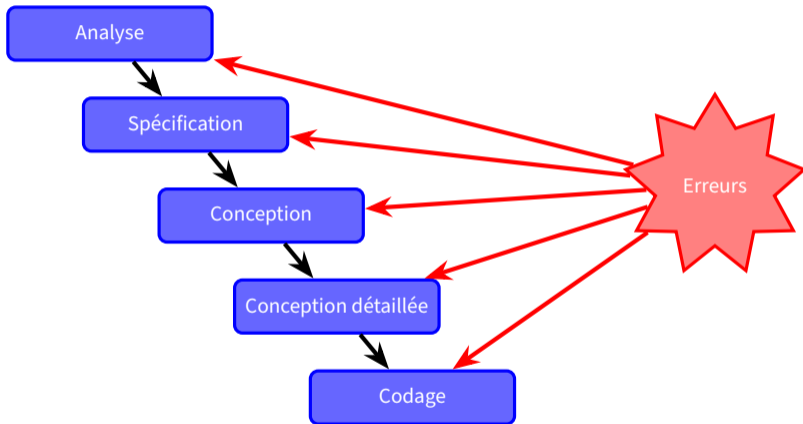 Analyse
Spécification
Erreurs
Conception
Conception détaillée
Codage